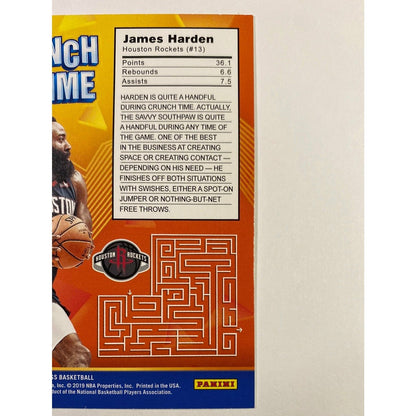 NCH
IME
James Harden
Houston Rockets (#13)
Points 36.1
Rebounds 6.6
Assists 7.5
HARDEN IS QUITE A HANDFUL
DURING CRUNCH TIME. ACTUALLY,
THE SAVVY SOUTHPAW IS QUITE
A HANDFUL DURING ANY TIME OF
THE GAME. ONE OF THE BEST
IN THE BUSINESS AT CREATING
SPACE OR CREATING CONTACT —
DEPENDING ON HIS NEED — HE
FINISHES OFF BOTH SITUATIONS
WITH SWISHES, EITHER A SPOT-ON
JUMPER OR NOTHING-BUT-NET
FREE THROWS.
HOUSTON ROCKETS
SS BASKETBALL
© 2019 NBA Properties, Inc. Printed in the USA.
duct of the National Basketball Players Association.
PANINI